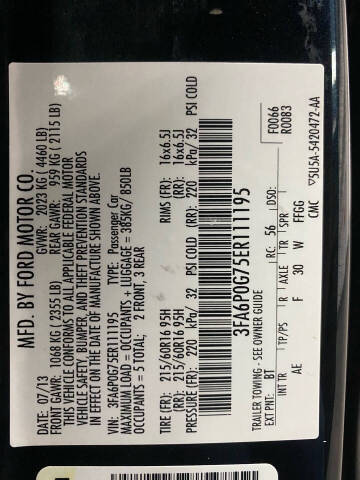 MFD. BY FORD MOTOR CO.
07/13 GVWR: 2023 KG ( 4460 LB)
FRONT GAWR: 1068 KG ( 2355 LB) REAR GAWR: 959 KG ( 2115 LB)
THIS VEHICLE CONFORMS TO ALL APPLICABLE FEDERAL MOTOR
VEHICLE SAFETY, BUMPER, AND THEFT PREVENTION STANDARDS
IN EFFECT ON THE DATE OF MANUFACTURE SHOWN ABOVE.
VIN: 3FA6P0G75ER111195 TYPE: Passenger Car
MAXIMUM LOAD = OCCUPANTS + LUGGAGE = 385KG/ 850LB
OCCUPANTS = 5 TOTAL; 2 FRONT, 3 REAR
TIRE (FR): 215/60R16 95H RIMS (FR): 16x6.5J
TIRE (RR): 215/60R16 95H (RR): 16x6.5J
PRESSURE (FR): 220 kPa/ 32 PSI COLD (RR): 220 kPa/ 32 PSI COLD
3FA6P0G75ER111195
F0066
R0083
TRAILER TOWING - SEE OWNER GUIDE
EXT PNT: BT RC: 56 DSO:
INT TR TP/PS R AXLE TR SPR
AE F 30 W FFGG
CMC ▽5U5A-5420472-AA